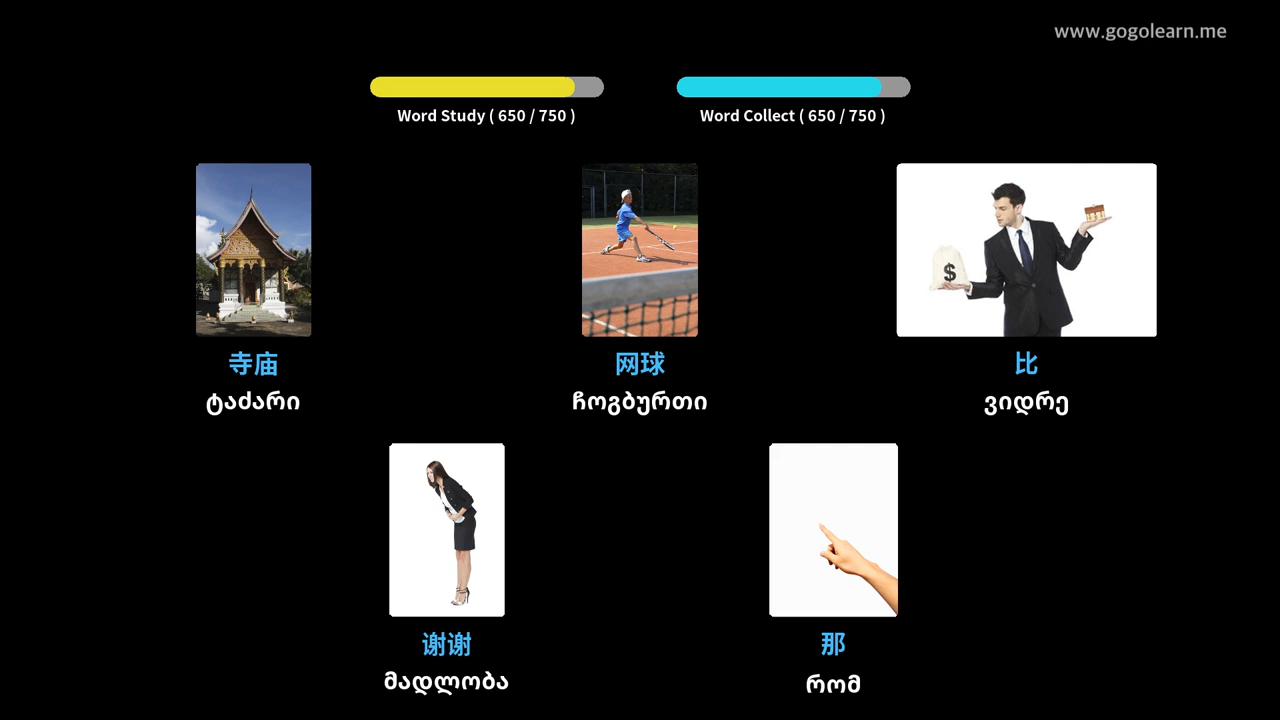 www.gogolearn.me
Word Study ( 650 / 750 )
Word Collect ( 650 / 750 )
$
寺庙
ტაძარი
网球
ჩოგბურთი
比
ვიდრე
谢谢
მადლობა
那
რომ